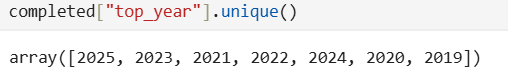 completed["top_year"].unique()
array([2025, 2023, 2021, 2022, 2024, 2020, 2019])